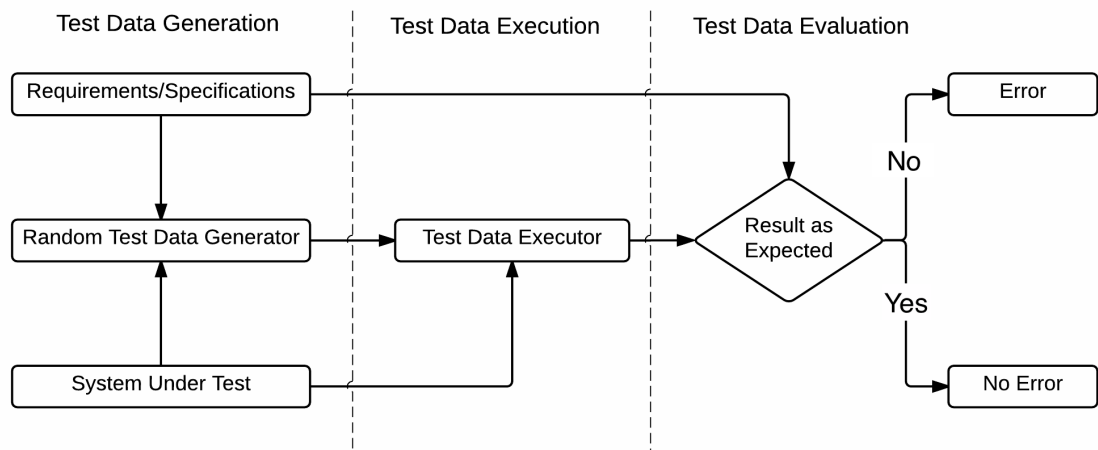 Test Data Generation
Test Data Execution
Test Data Evaluation
Requirements/Specifications
Error
No
Random Test Data Generator
Test Data Executor
Result as
Expected
Yes
System Under Test
No Error